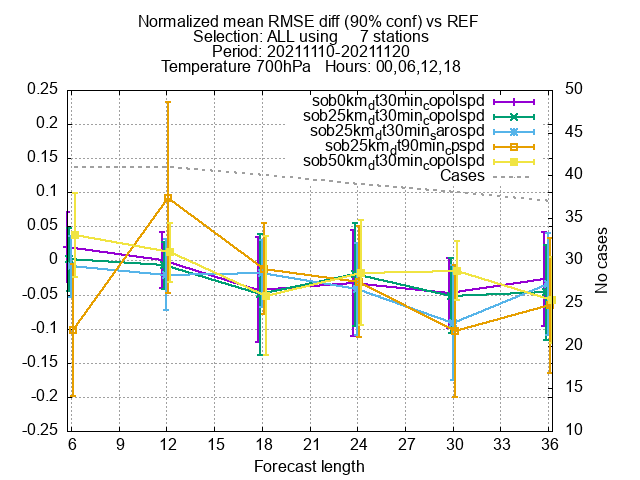 Normalized mean RMSE diff (90% conf) vs REF
Selection: ALL using 7 stations
Period: 20211110-20211120
Temperature 700hPa Hours: 00,06,12,18
sob0km_dt30min_copolspd
sob25km_dt30min_copolspd
sob25km_dt30min_sarospd
sob25km_dt90min_cpspd
sob50km_dt30min_copolspd
Cases
0.25
0.2
0.15
0.1
0.05
0
-0.05
-0.1
-0.15
-0.2
-0.25
50
45
40
35
30
25
20
15
10
No cases
6 9 12 15 18 21 24 27 30 33 36
Forecast length